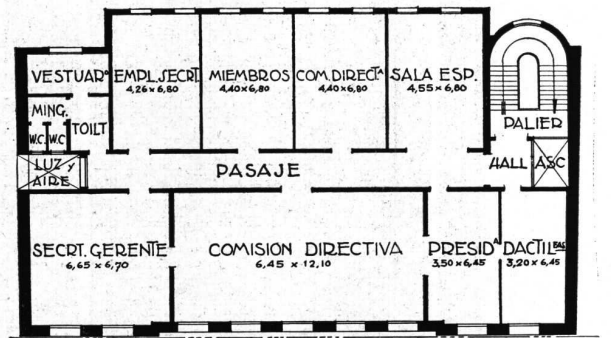 VESTUARº
EMPL.SECRT.
4,26 x 6,80
MIEMBROS
4,40 x 6,80
COM.DIRECTª
4,40 x 6,80
SALA ESP.
4,55 x 6,80
MING.
W.C. W.C
TOILT
PALIER
LUZ y
AIRE
PASAJE
HALL
ASC
SECRT. GERENTE
6,65 x 6,70
COMISION DIRECTIVA
6,45 x 12,10
PRESIDª
3,50 x 6,45
DACTIL
3,20 x 6,45